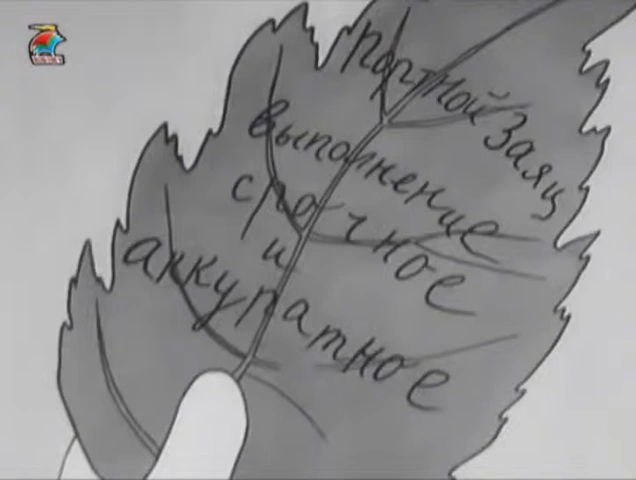 Портной Заяц
выполнение
срочное
и
аккуратное